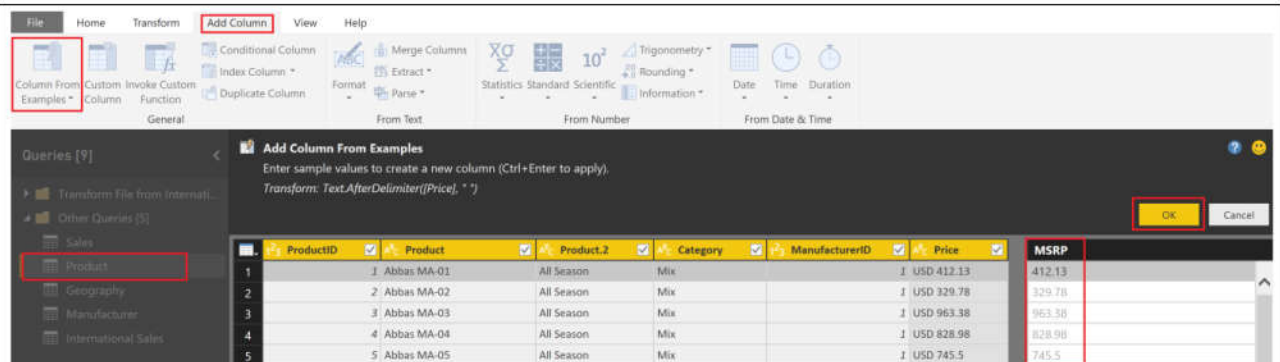 File Home Transform Add Column View Help
Column From Examples Custom Column Invoke Custom Function
Conditional Column
Index Column
Duplicate Column
General
Format
ABC
Merge Columns
Extract
Parse
From Text
Statistics Standard Scientific
Χσ
Σ
10²
Trigonometry
Rounding
Information
From Number
Date Time Duration
From Date & Time
Queries [9]
Transform File from Internati...
Other Queries [5]
Sales
Product
Geography
Manufacturer
International Sales
Add Column From Examples
Enter sample values to create a new column (Ctrl+Enter to apply).
Transform: Text.AfterDelimiter([Price], " ")
OK Cancel
ProductID Product Product.2 Category ManufacturerID Price MSRP
1 1 Abbas MA-01 All Season Mix 1 USD 412.13 412.13
2 2 Abbas MA-02 All Season Mix 1 USD 329.78 329.78
3 3 Abbas MA-03 All Season Mix 1 USD 963.38 963.38
4 4 Abbas MA-04 All Season Mix 1 USD 828.98 828.98
5 5 Abbas MA-05 All Season Mix 1 USD 745.5 745.5